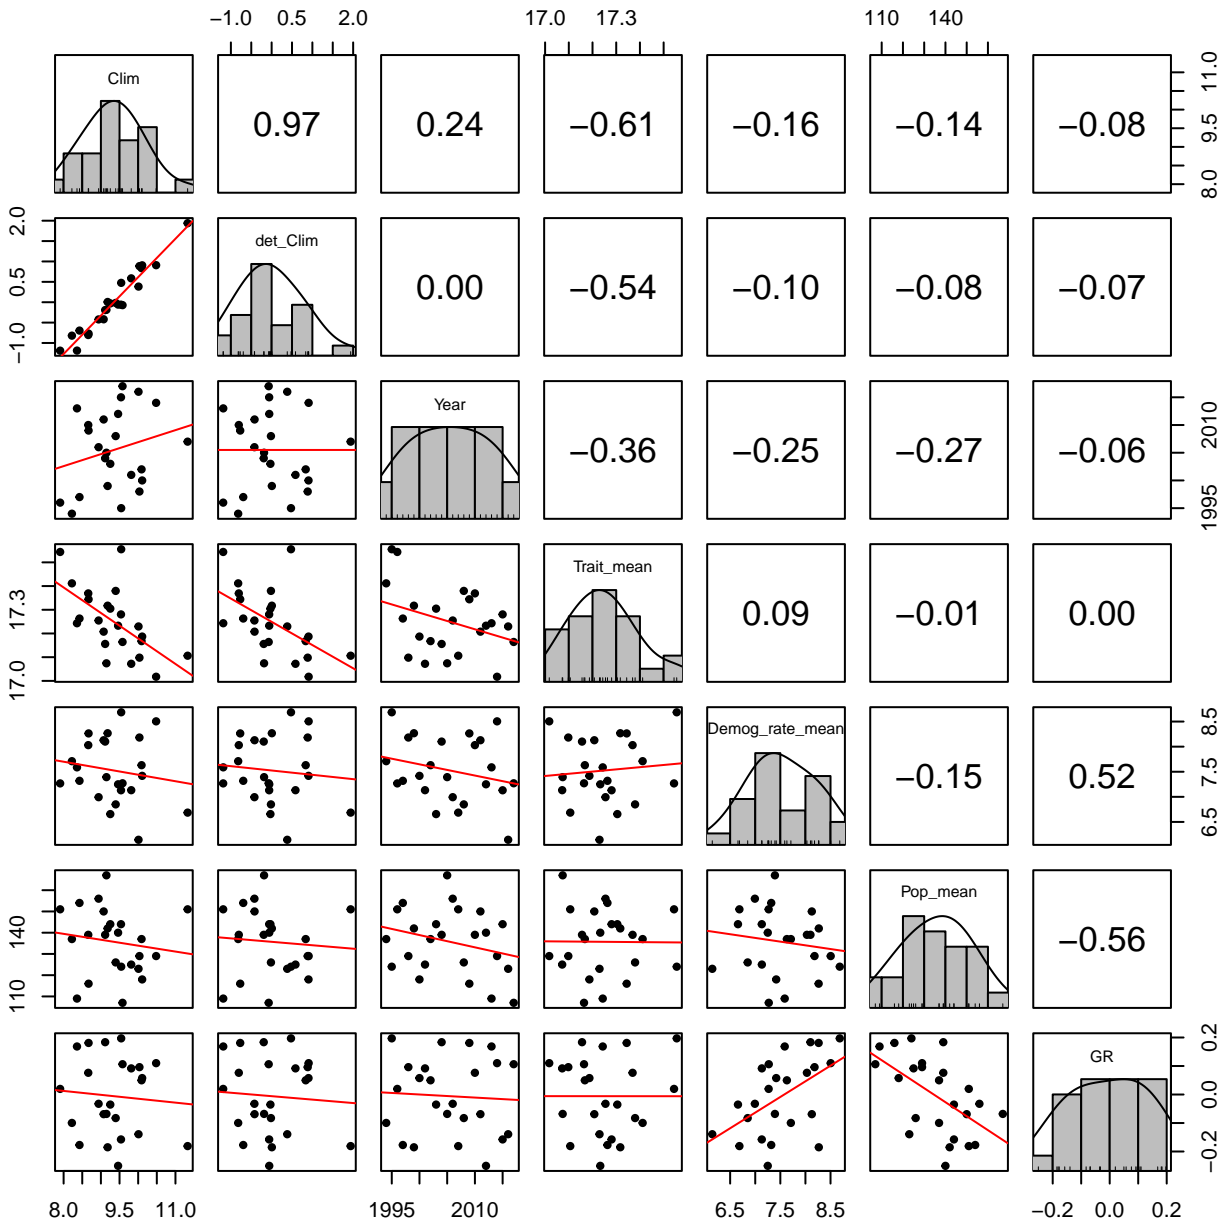 −1.0 0.5 2.0 17.0 17.3 110 140
Clim 0.97 0.24 −0.61 −0.16 −0.14 −0.08 8.0 9.5 11.0
−1.0 0.5 2.0 det_Clim 0.00 −0.54 −0.10 −0.08 −0.07
Year −0.36 −0.25 −0.27 −0.06 1995 2010
17.0 17.3 Trait_mean 0.09 −0.01 0.00
Demog_rate_mean −0.15 0.52 6.5 7.5 8.5
110 140 Pop_mean −0.56
GR −0.2 0.0 0.2
8.0 9.5 11.0 1995 2010 6.5 7.5 8.5 −0.2 0.0 0.2